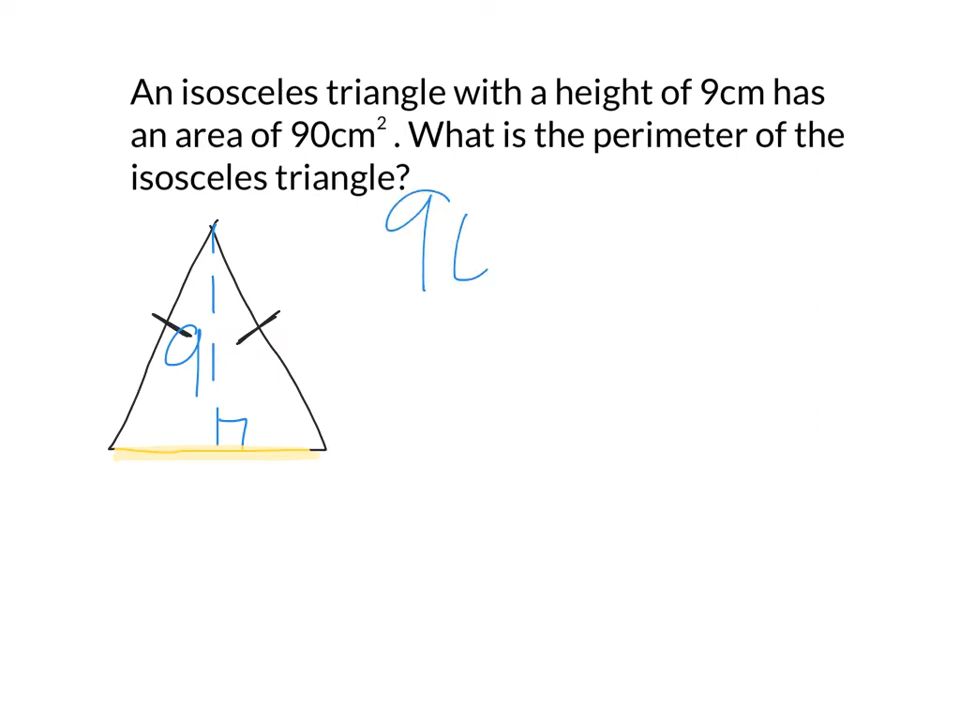 An isosceles triangle with a height of 9cm has
an area of 90cm² . What is the perimeter of the
isosceles triangle?
9
9